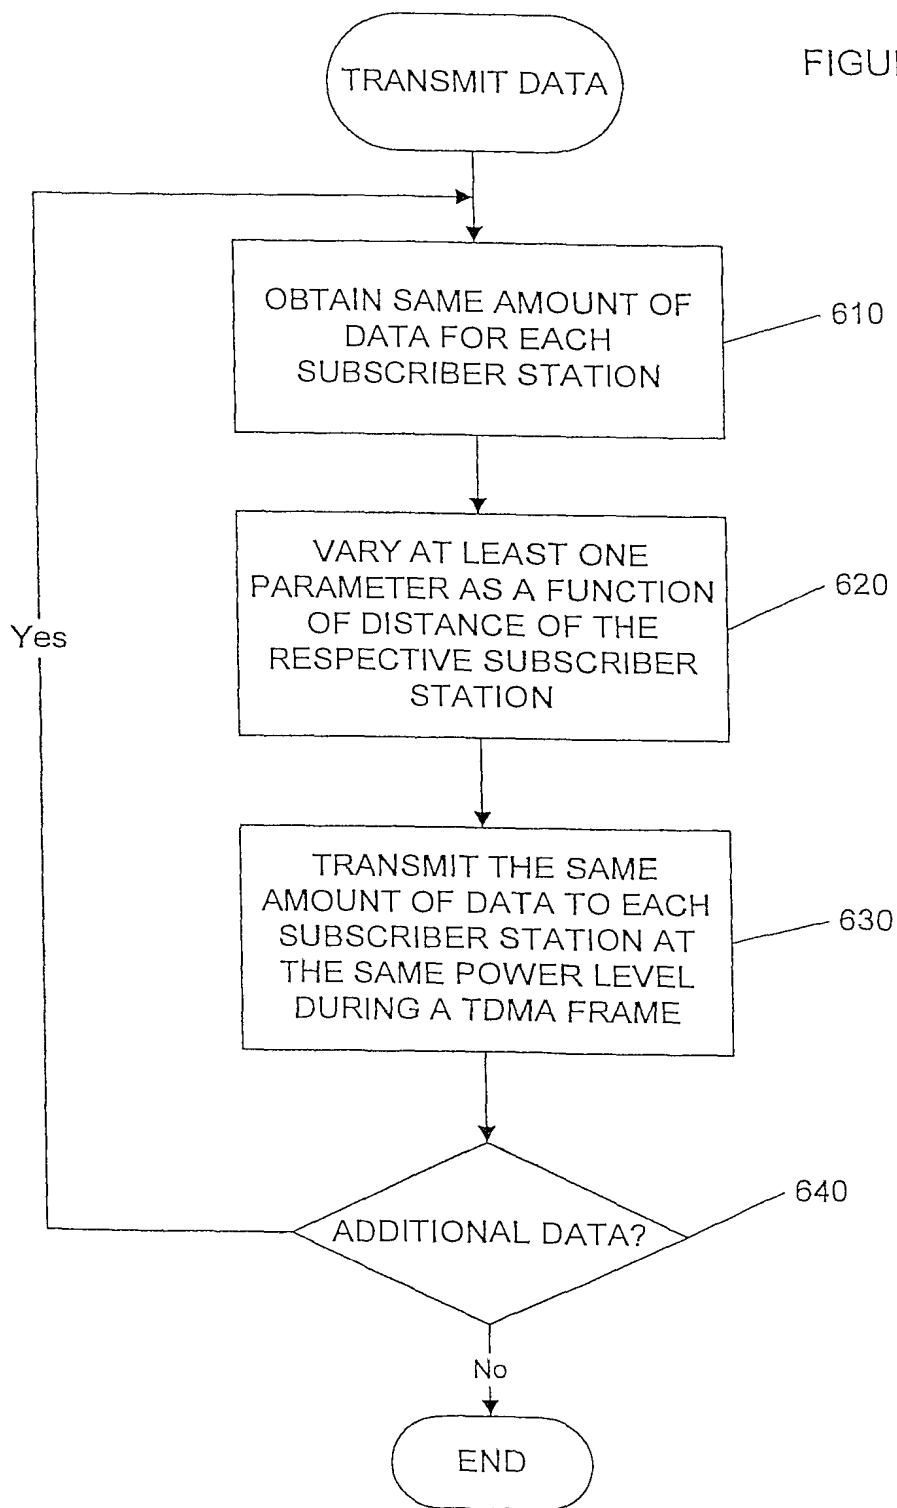 TRANSMIT DATA
OBTAIN SAME AMOUNT OF
DATA FOR EACH
SUBSCRIBER STATION
610
VARY AT LEAST ONE
PARAMETER AS A FUNCTION
OF DISTANCE OF THE
RESPECTIVE SUBSCRIBER
STATION
620
Yes
TRANSMIT THE SAME
AMOUNT OF DATA TO EACH
SUBSCRIBER STATION AT
THE SAME POWER LEVEL
DURING A TDMA FRAME
630
ADDITIONAL DATA?
640
No
END